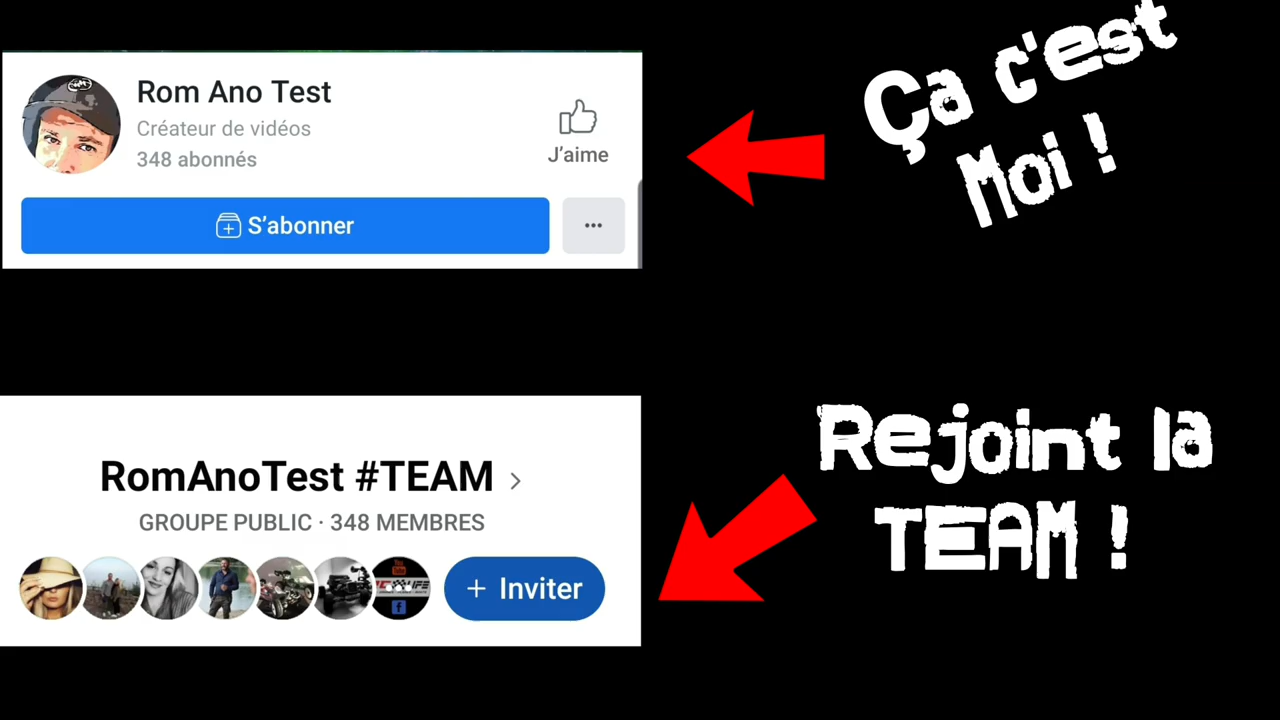 Rom Ano Test
Créateur de vidéos
348 abonnés
J'aime
S'abonner
Ça c'est
Moi !
RomAnoTest #TEAM
GROUPE PUBLIC · 348 MEMBRES
+ Inviter
Rejoint la
TEAM !